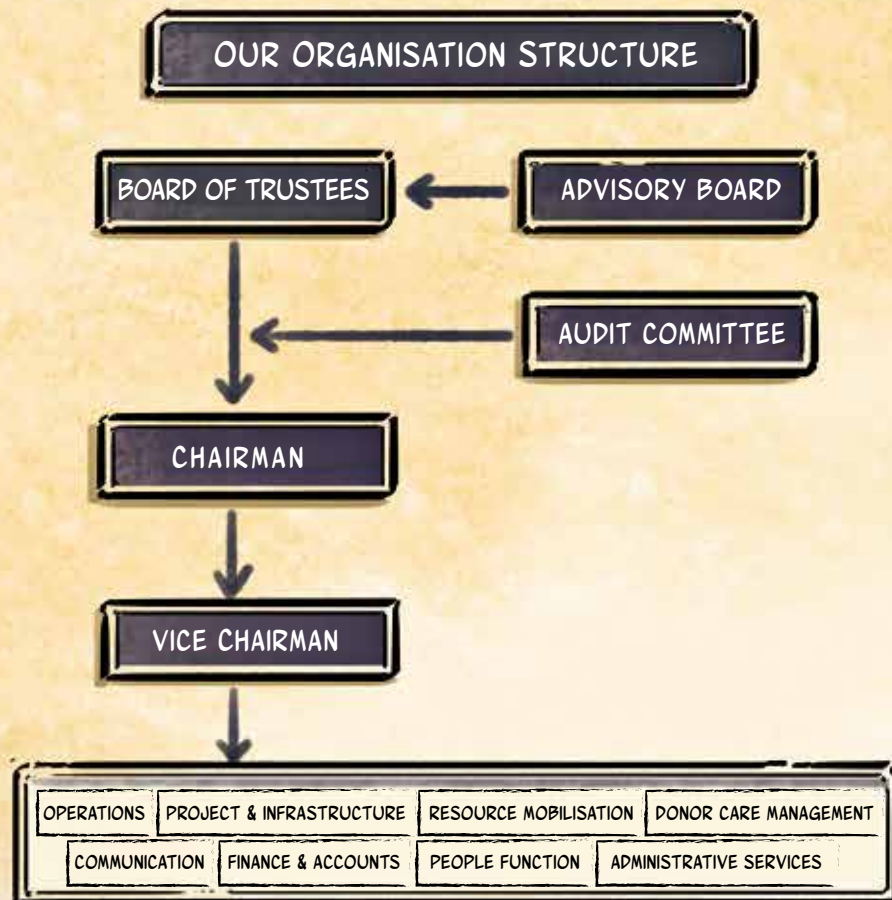 OUR ORGANISATION STRUCTURE
BOARD OF TRUSTEES
ADVISORY BOARD
AUDIT COMMITTEE
CHAIRMAN
VICE CHAIRMAN
OPERATIONS
PROJECT & INFRASTRUCTURE
RESOURCE MOBILISATION
DONOR CARE MANAGEMENT
COMMUNICATION
FINANCE & ACCOUNTS
PEOPLE FUNCTION
ADMINISTRATIVE SERVICES